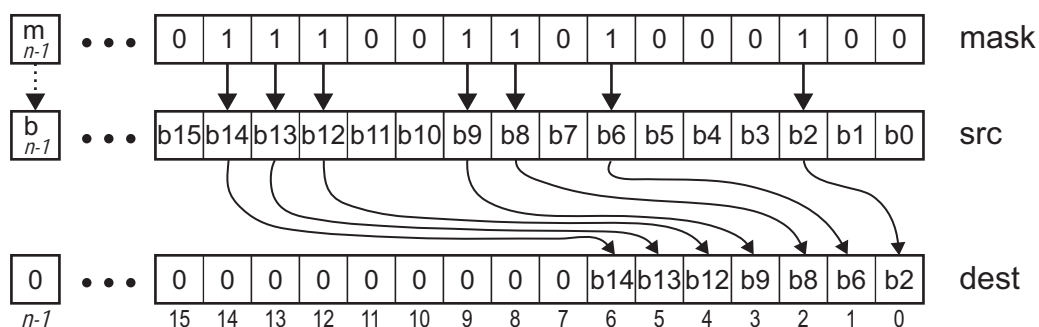 m n-1 • • • 0 1 1 1 0 0 1 1 0 1 0 0 0 1 0 0 mask
b n-1 • • • b15 b14 b13 b12 b11 b10 b9 b8 b7 b6 b5 b4 b3 b2 b1 b0 src
0 • • • 0 0 0 0 0 0 0 0 0 b14 b13 b12 b9 b8 b6 b2 dest
n-1 15 14 13 12 11 10 9 8 7 6 5 4 3 2 1 0